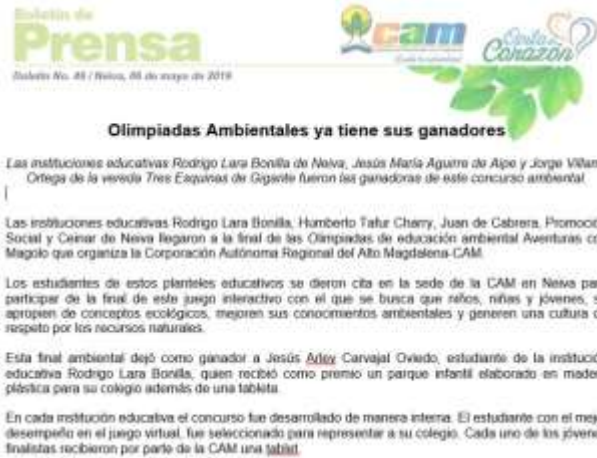 Boletín de
Prensa
Boletín No. 85 / Neiva, 06 de mayo de 2019
cam
Opita de
Corazón
Olimpiadas Ambientales ya tiene sus ganadores
Las instituciones educativas Rodrigo Lara Bonilla de Neiva, Jesús María Aguirre de Aipe y Jorge Villam
Ortega de la vereda Tres Esquinas de Gigante fueron las ganadoras de este concurso ambiental.
Las instituciones educativas Rodrigo Lara Bonilla, Humberto Tafur Charry, Juan de Cabrera, Promoció
Social y Ceinar de Neiva llegaron a la final de las Olimpiadas de educación ambiental Aventuras co
Magolo que organiza la Corporación Autónoma Regional del Alto Magdalena-CAM.
Los estudiantes de estos planteles educativos se dieron cita en la sede de la CAM en Neiva par
participar de la final de este juego interactivo con el que se busca que niños, niñas y jóvenes, s
apropien de conceptos ecológicos, mejoren sus conocimientos ambientales y generen una cultura d
respeto por los recursos naturales.
Esta final ambiental dejó como ganador a Jesús Arley Carvajal Oviedo, estudiante de la institució
educativa Rodrigo Lara Bonilla, quien recibió como premio un parque infantil elaborado en mader
plástica para su colegio además de una tableta.
En cada institución educativa el concurso fue desarrollado de manera interna. El estudiante con el mejo
desempeño en el juego virtual, fue seleccionado para representar a su colegio. Cada uno de los jóvene
finalistas recibieron por parte de la CAM una tablet.